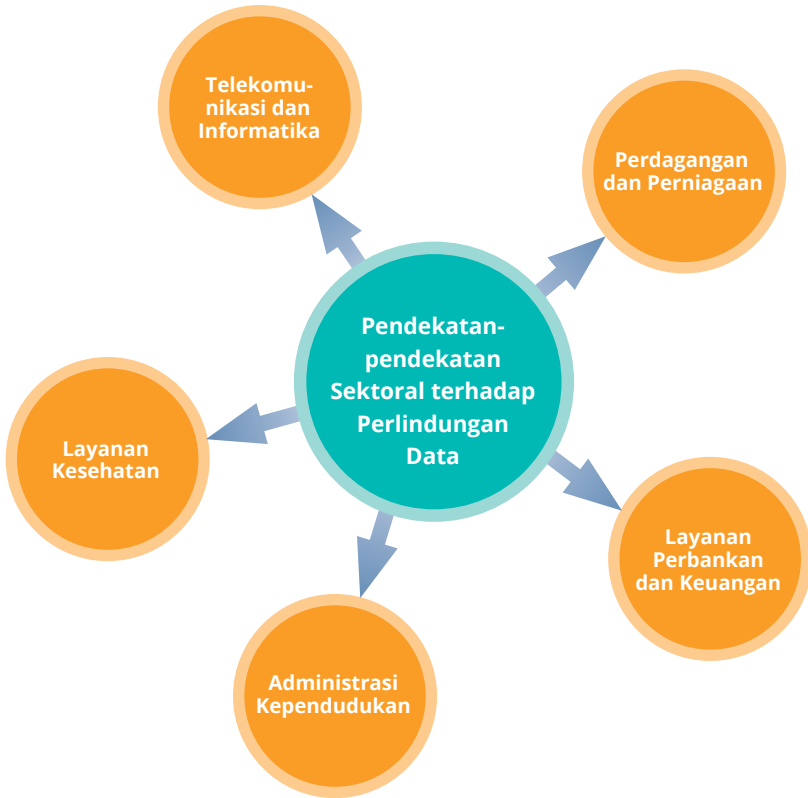 Telekomu-
nikasi dan
Informatika
Perdagangan
dan Perniagaan
Pendekatan-
pendekatan
Sektoral terhadap
Perlindungan
Data
Layanan
Kesehatan
Layanan
Perbankan
dan Keuangan
Administrasi
Kependudukan